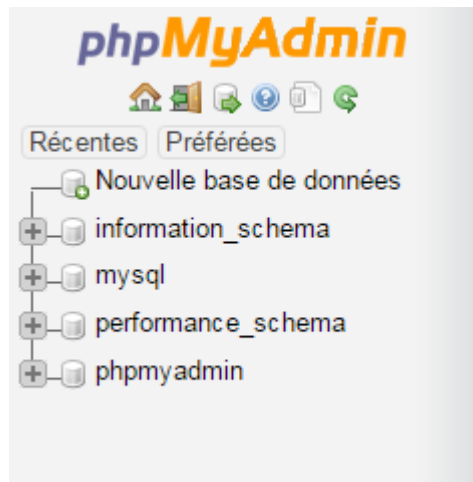 phpMyAdmin
Récentes Préférées
Nouvelle base de données
information_schema
mysql
performance_schema
phpmyadmin